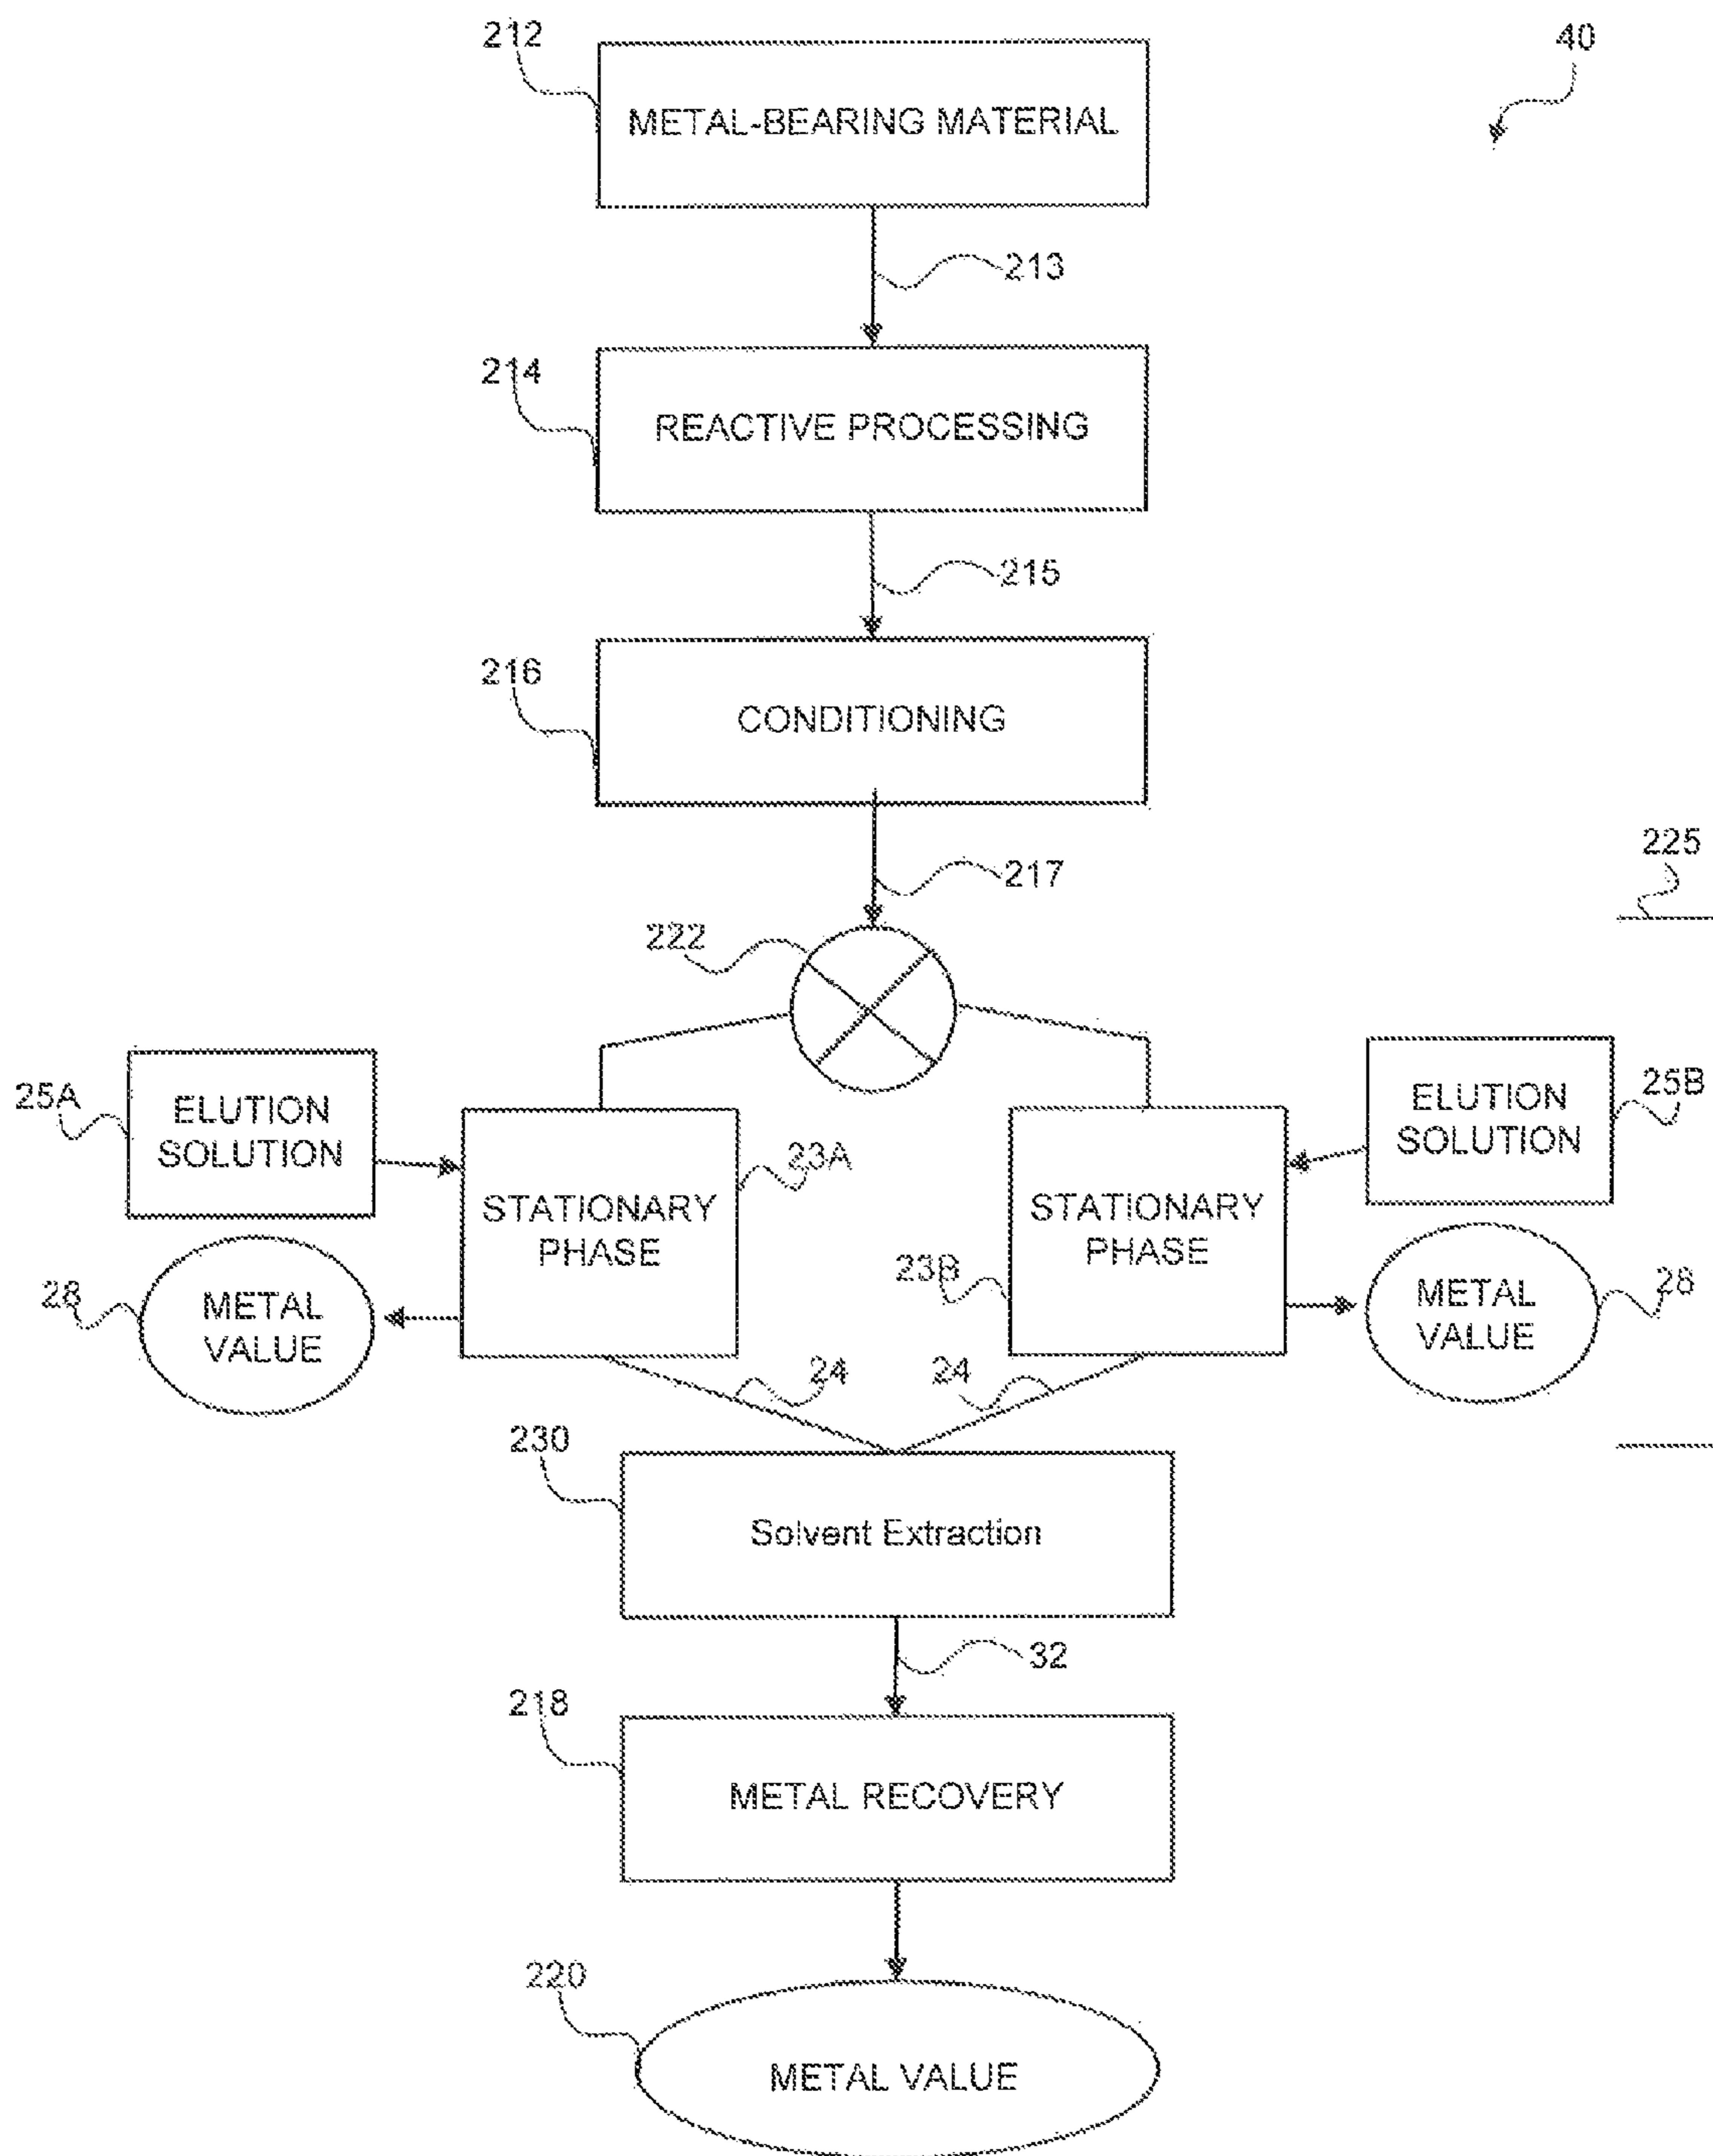 212
40
METAL-BEARING MATERIAL
213
214
REACTIVE PROCESSING
215
216
CONDITIONING
217
225
222
25A
ELUTION
SOLUTION
ELUTION
SOLUTION
25B
23A
STATIONARY
PHASE
STATIONARY
PHASE
23B
28
METAL
VALUE
METAL
VALUE
28
24
24
230
Solvent Extraction
32
218
METAL RECOVERY
220
METAL VALUE